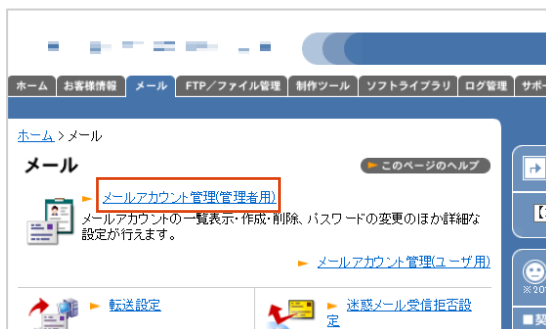 ホーム お客様情報 メール FTP/ファイル管理 制作ツール ソフトライブラリ ログ管理 サポー
ホーム > メール
メール
このページのヘルプ
メールアカウント管理(管理者用)
メールアカウントの一覧表示・作成・削除、パスワードの変更のほか詳細な
設定が行えます。
メールアカウント管理(ユーザ用)
転送設定
迷惑メール受信拒否設
定
※20
■契